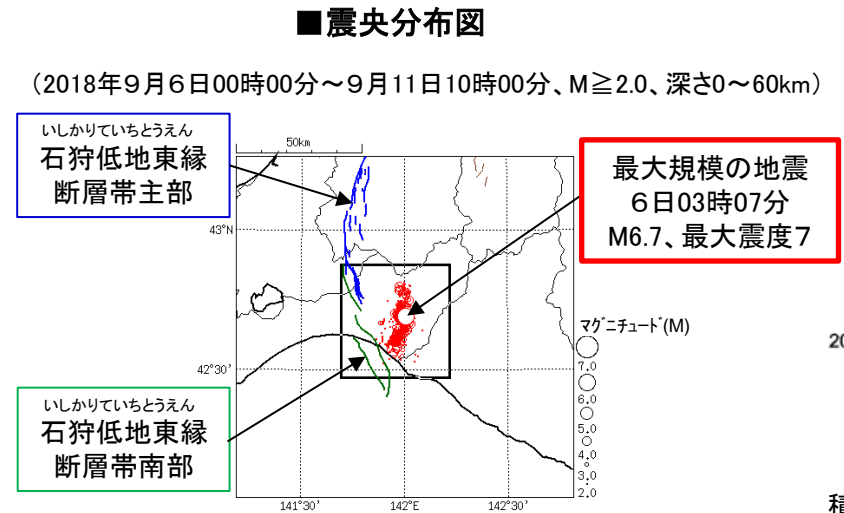 ■震央分布図
（2018年９月６日00時00分～９月11日10時00分、M≧2.0、深さ0～60km）
いしかりていちとうえん
石狩低地東縁
断層帯主部
50km
最大規模の地震
６日03時07分
M6.7、最大震度７
43°N
42°30'
マグニチュード(M)
7.0
6.0
5.0
4.0
3.0
2.0
いしかりていちとうえん
石狩低地東縁
断層帯南部
141°30'
142°E
142°30'
20